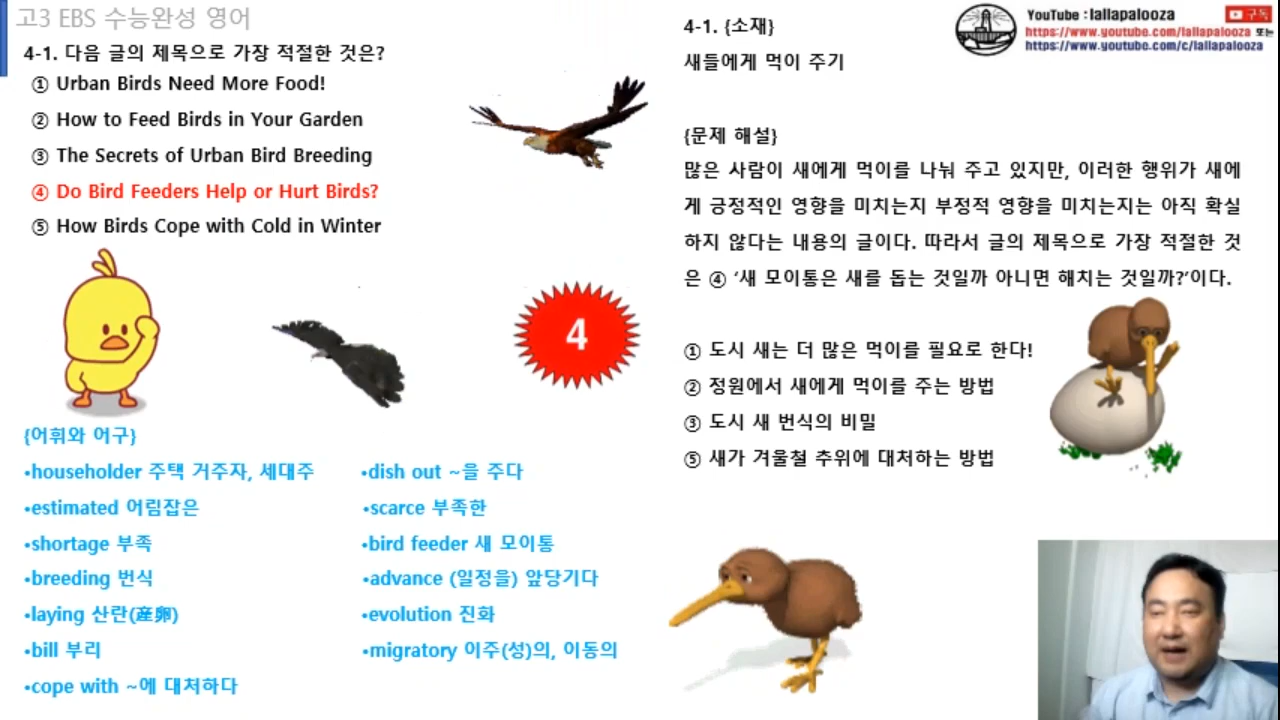 고3 EBS 수능완성 영어
4-1. 다음 글의 제목으로 가장 적절한 것은?
① Urban Birds Need More Food!
② How to Feed Birds in Your Garden
③ The Secrets of Urban Bird Breeding
④ Do Bird Feeders Help or Hurt Birds?
⑤ How Birds Cope with Cold in Winter
4
{어휘와 어구}
•householder 주택 거주자, 세대주
•dish out ~을 주다
•estimated 어림잡은
•scarce 부족한
•shortage 부족
•bird feeder 새 모이통
•breeding 번식
•advance (일정을) 앞당기다
•laying 산란(産卵)
•evolution 진화
•bill 부리
•migratory 이주(성)의, 이동의
•cope with ~에 대처하다
4-1. {소재}
새들에게 먹이 주기
YouTube : lallapalooza
구독
https://www.youtube.com/lallapalooza 또는
https://www.youtube.com/c/lallapalooza
{문제 해설}
많은 사람이 새에게 먹이를 나눠 주고 있지만, 이러한 행위가 새에
게 긍정적인 영향을 미치는지 부정적 영향을 미치는지는 아직 확실
하지 않다는 내용의 글이다. 따라서 글의 제목으로 가장 적절한 것
은 ④ ‘새 모이통은 새를 돕는 것일까 아니면 해치는 것일까?’이다.
① 도시 새는 더 많은 먹이를 필요로 한다!
② 정원에서 새에게 먹이를 주는 방법
③ 도시 새 번식의 비밀
⑤ 새가 겨울철 추위에 대처하는 방법